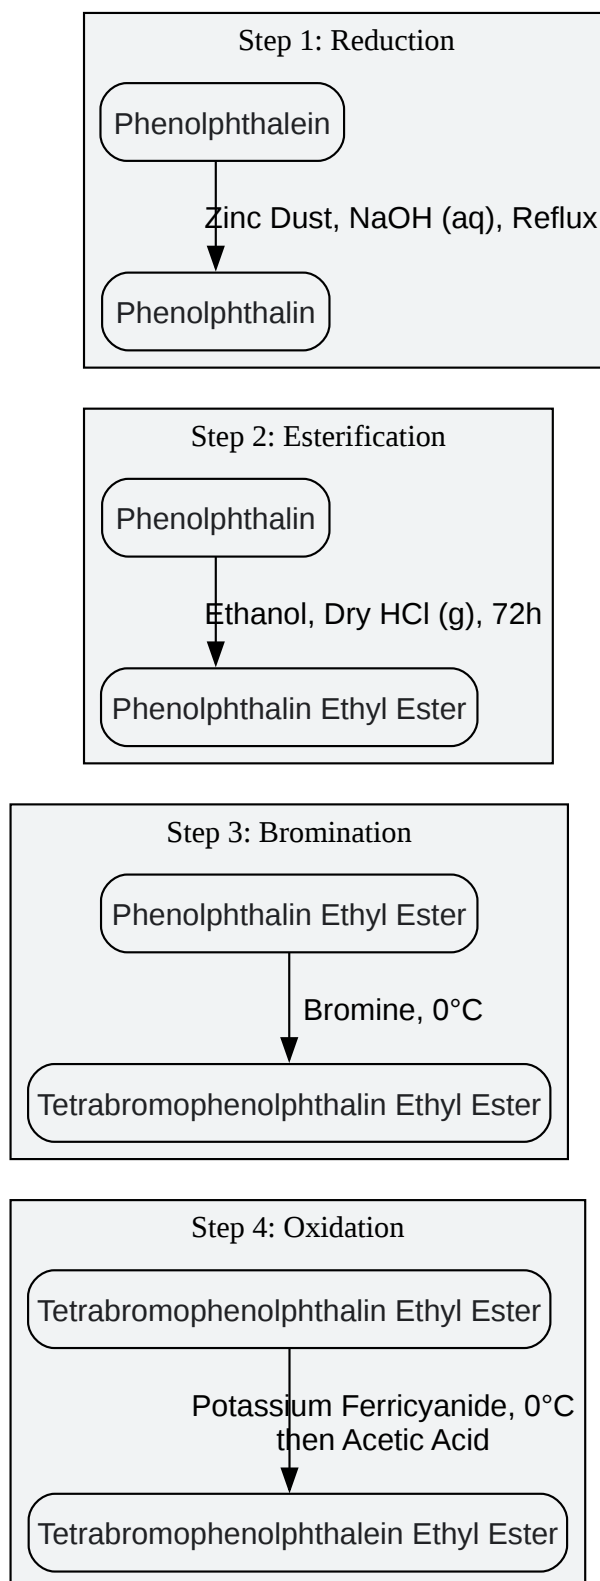 Step 1: Reduction
Phenolphthalein
Zinc Dust, NaOH (aq), Reflux
Phenolphthalin
Step 2: Esterification
Phenolphthalin
Ethanol, Dry HCl (g), 72h
Phenolphthalin Ethyl Ester
Step 3: Bromination
Phenolphthalin Ethyl Ester
Bromine, 0°C
Tetrabromophenolphthalin Ethyl Ester
Step 4: Oxidation
Tetrabromophenolphthalin Ethyl Ester
Potassium Ferricyanide, 0°C
then Acetic Acid
Tetrabromophenolphthalein Ethyl Ester